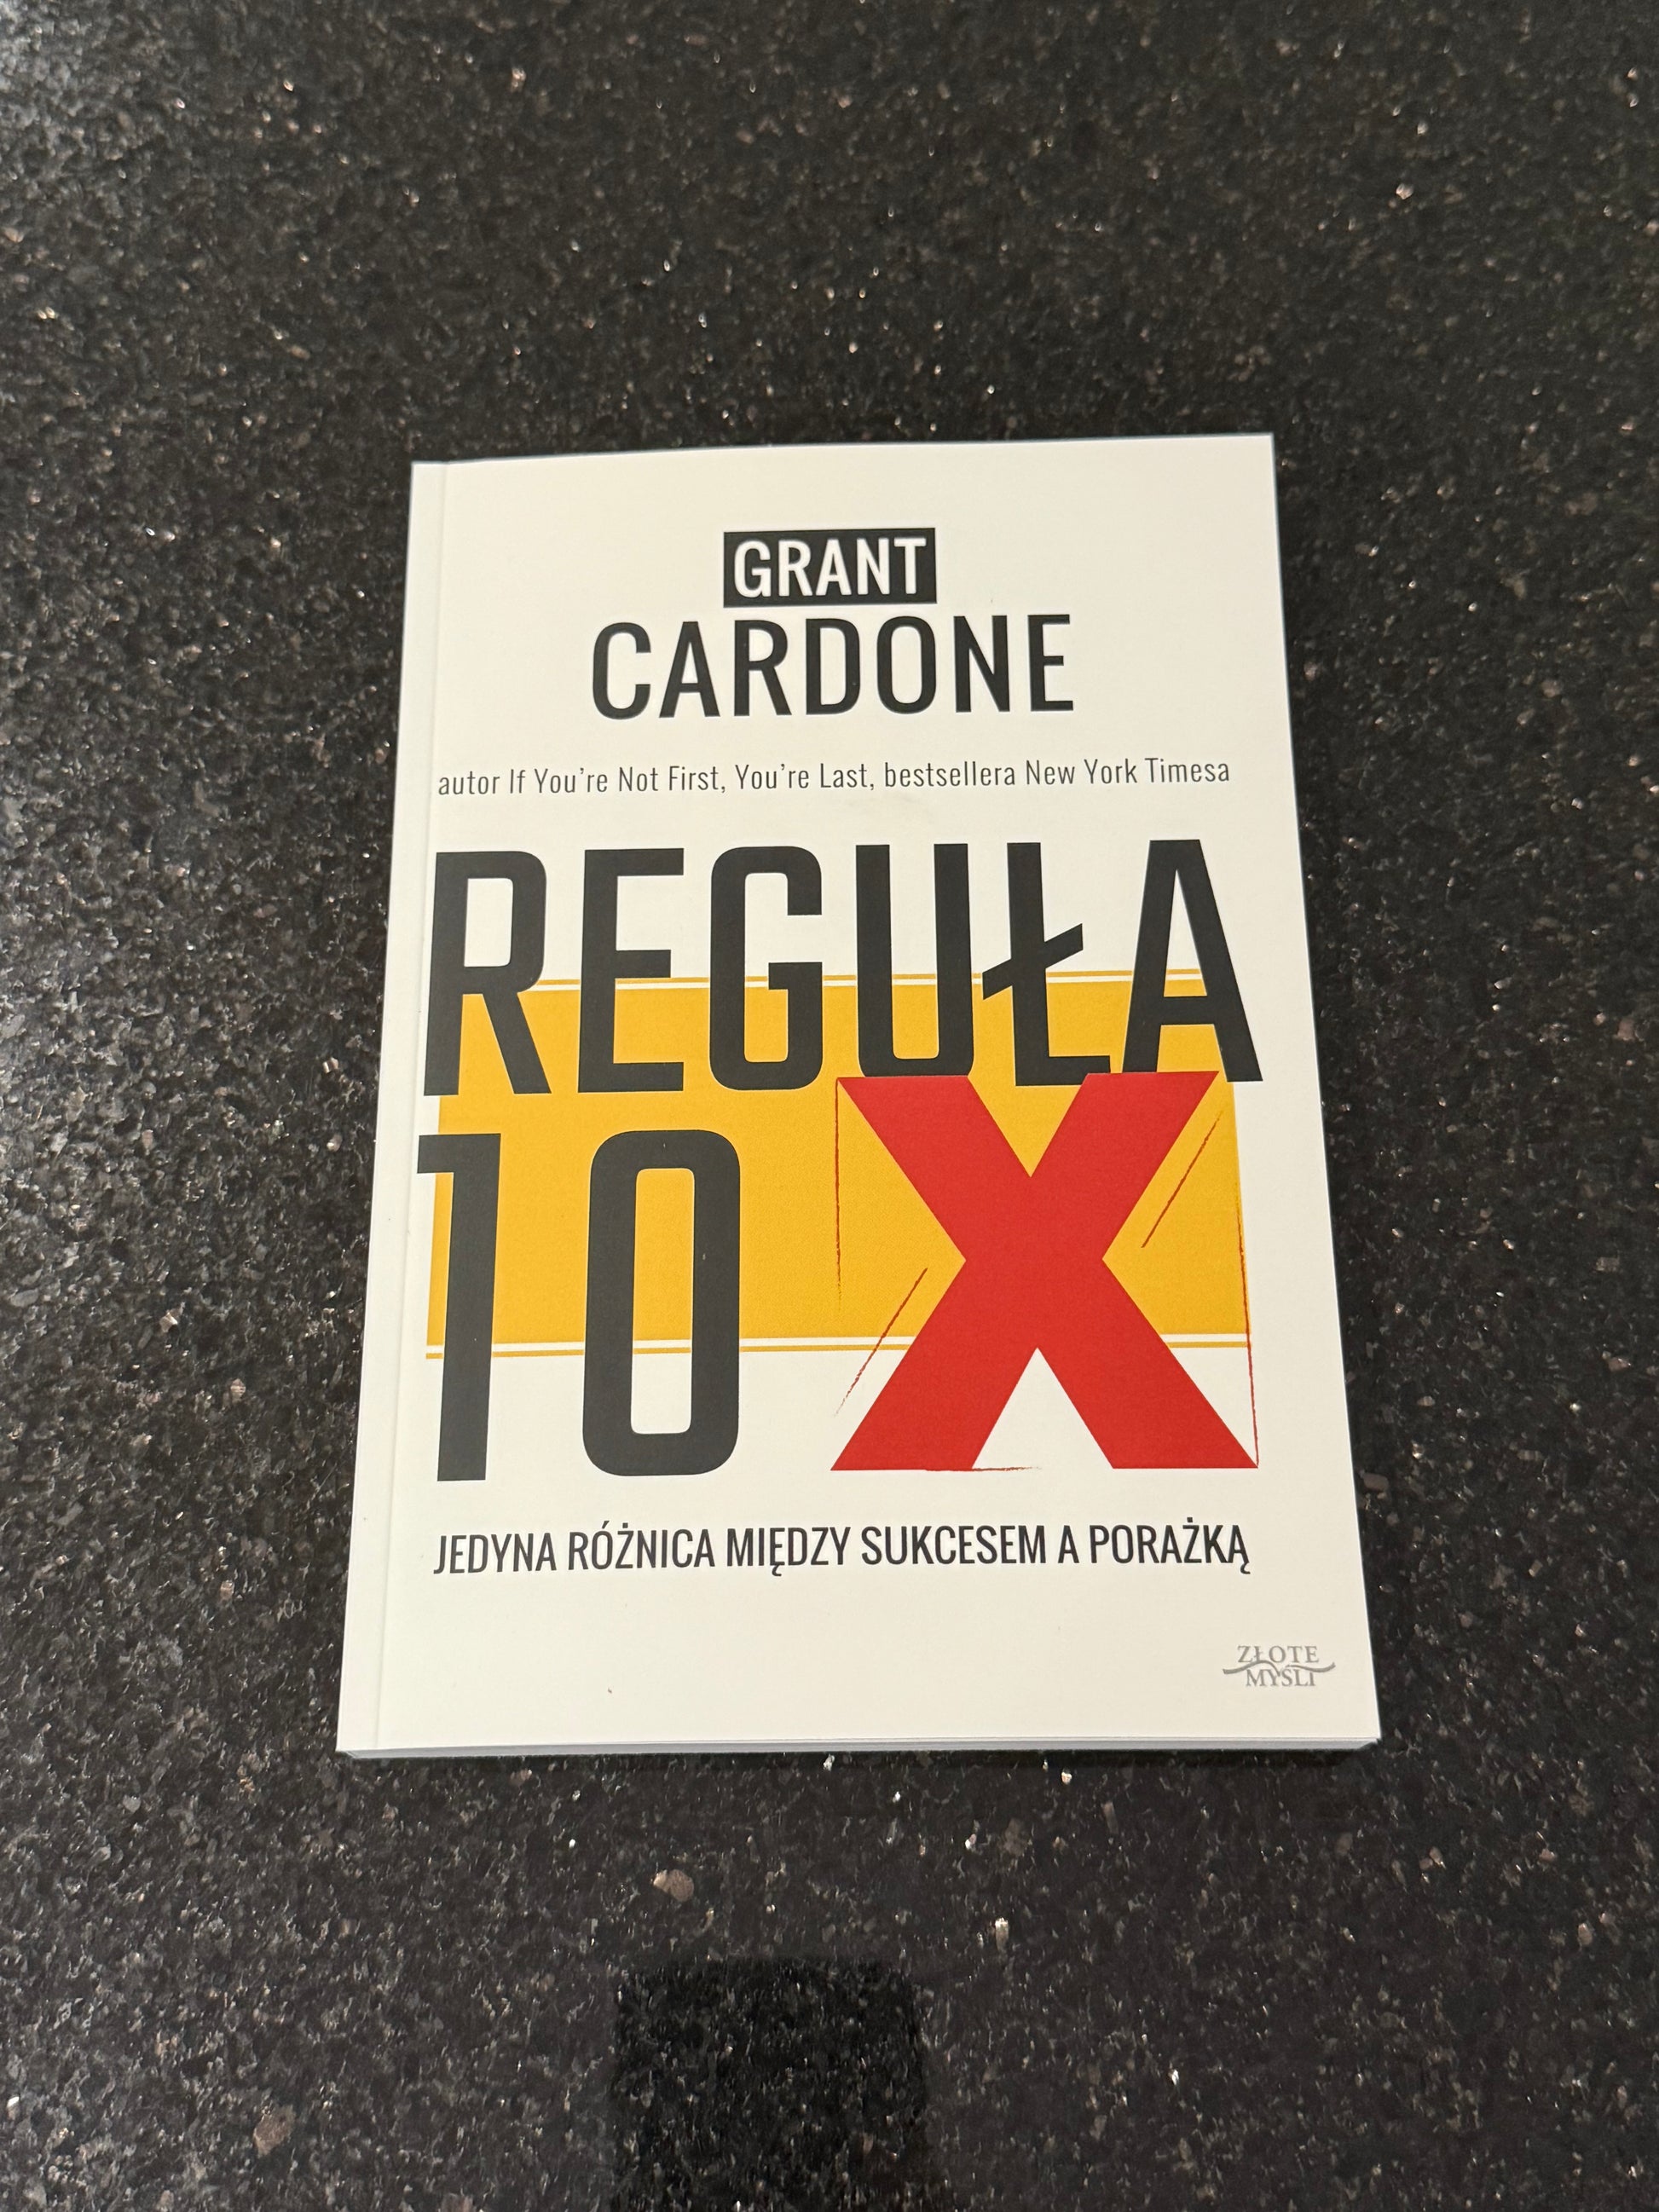 GRANT
CARDONE
autor If You're Not First, You're Last, bestsellera New York Timesa
REGUŁA
10 X
JEDYNA RÓŻNICA MIĘDZY SUKCESEM A PORAŻKĄ
ZŁOTE
MYŚLI